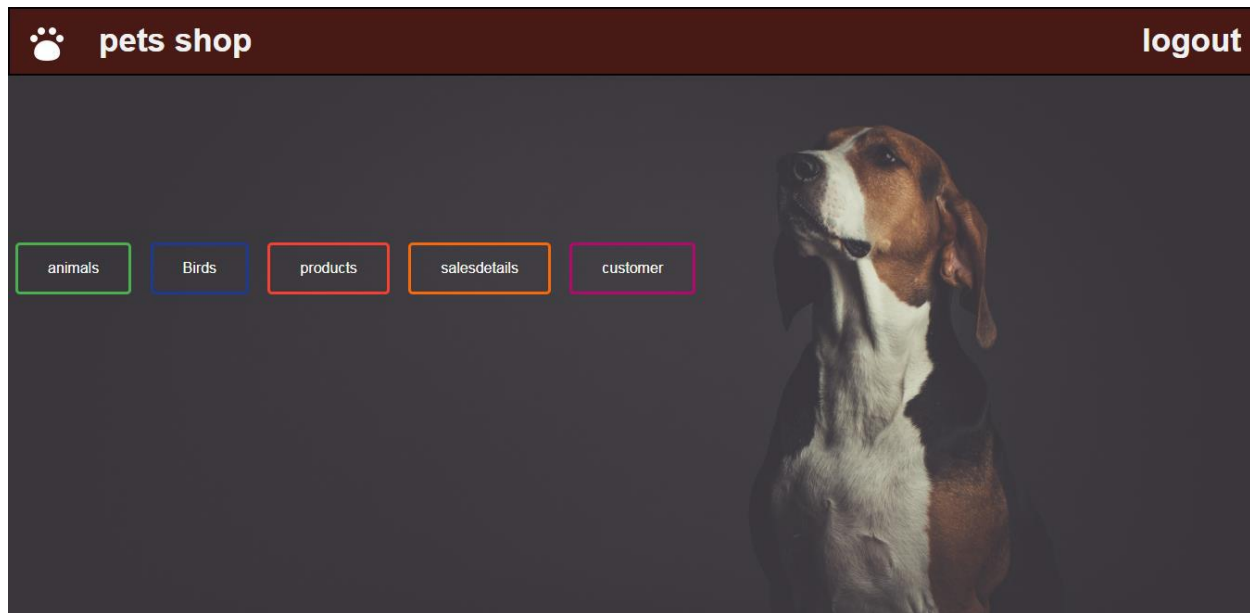 pets shop
logout
animals
Birds
products
salesdetails
customer